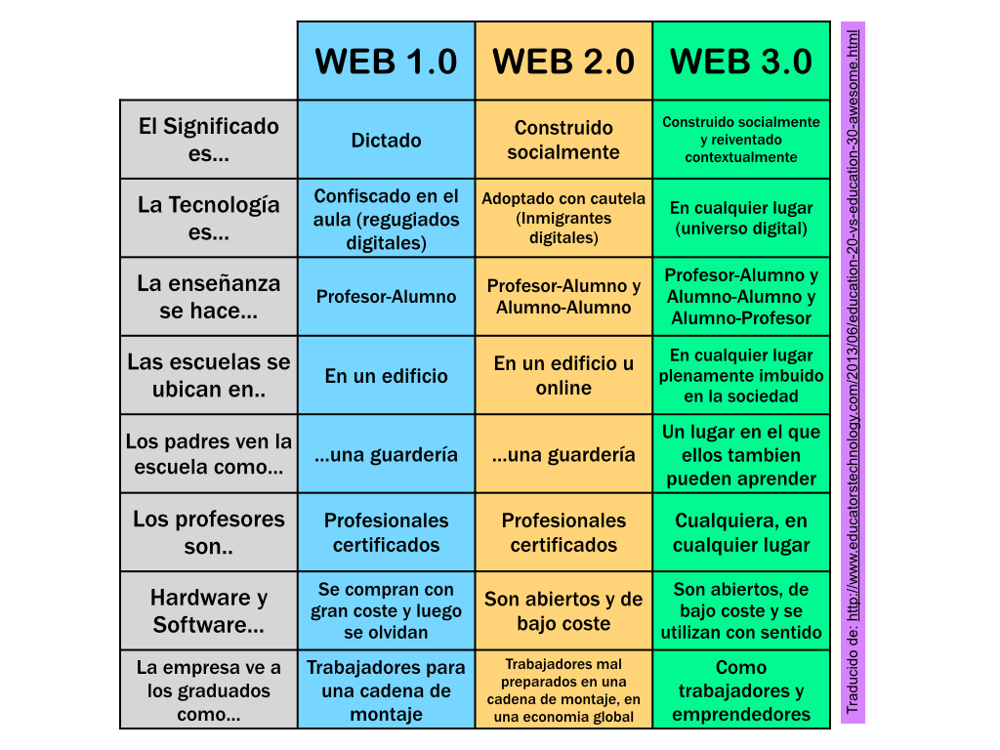 WEB 1.0
WEB 2.0
WEB 3.0
El Significado
es...
Dictado
Construido
socialmente
Construido socialmente
y reiventado
contextualmente
La Tecnología
es...
Confiscado en el
aula (regugiados
digitales)
Adoptado con cautela
(Inmigrantes
digitales)
En cualquier lugar
(universo digital)
La enseñanza
se hace...
Profesor-Alumno
Profesor-Alumno y
Alumno-Alumno
Profesor-Alumno y
Alumno-Alumno y
Alumno-Profesor
Las escuelas se
ubican en..
En un edificio
En un edificio u
online
En cualquier lugar
plenamente imbuido
en la sociedad
Los padres ven la
escuela como...
...una guardería
...una guardería
Un lugar en el que
ellos tambien
pueden aprender
Los profesores
son..
Profesionales
certificados
Profesionales
certificados
Cualquiera, en
cualquier lugar
Hardware y
Software...
Se compran con
gran coste y luego
se olvidan
Son abiertos y de
bajo coste
Son abiertos, de
bajo coste y se
utilizan con sentido
La empresa ve a
los graduados
como...
Trabajadores para
una cadena de
montaje
Trabajadores mal
preparados en una
cadena de montaje, en
una economia global
Como
trabajadores y
emprendedores
Traducido de: http://www.educatorstechnology.com/2013/06/education-20-vs-education-30-awesome.html